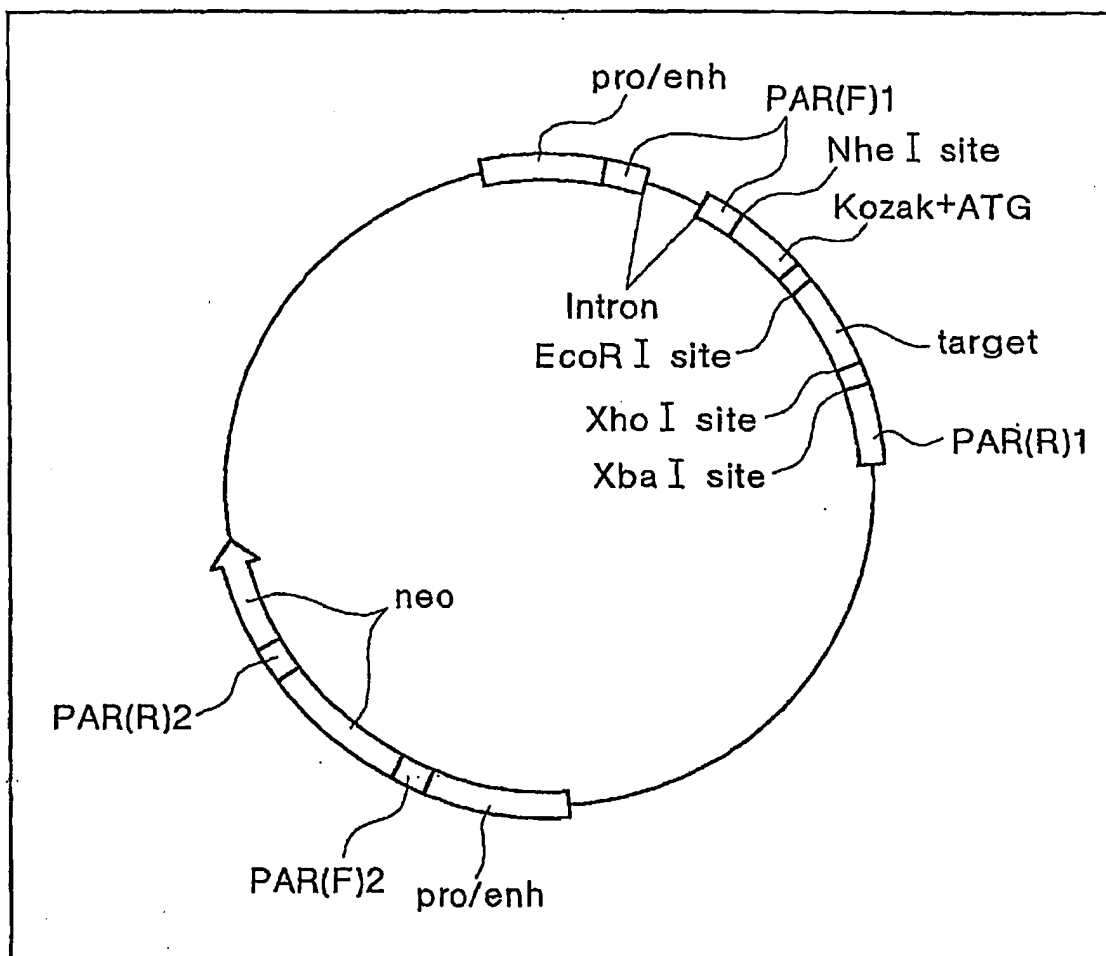 pro/enh
PAR(F)1
Nhe I site
Kozak+ATG
Intron
EcoR I site
target
Xho I site
PAR(R)1
Xba I site
neo
PAR(R)2
PAR(F)2
pro/enh